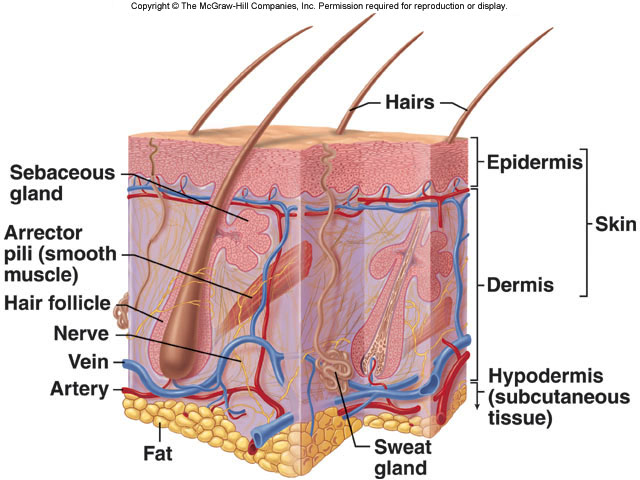 Copyright © The McGraw-Hill Companies, Inc. Permission required for reproduction or display.
Hairs
Epidermis
Sebaceous
gland
Skin
Arrector
pili (smooth
muscle)
Dermis
Hair follicle
Nerve
Vein
Artery
Hypodermis
(subcutaneous
tissue)
Fat
Sweat
gland